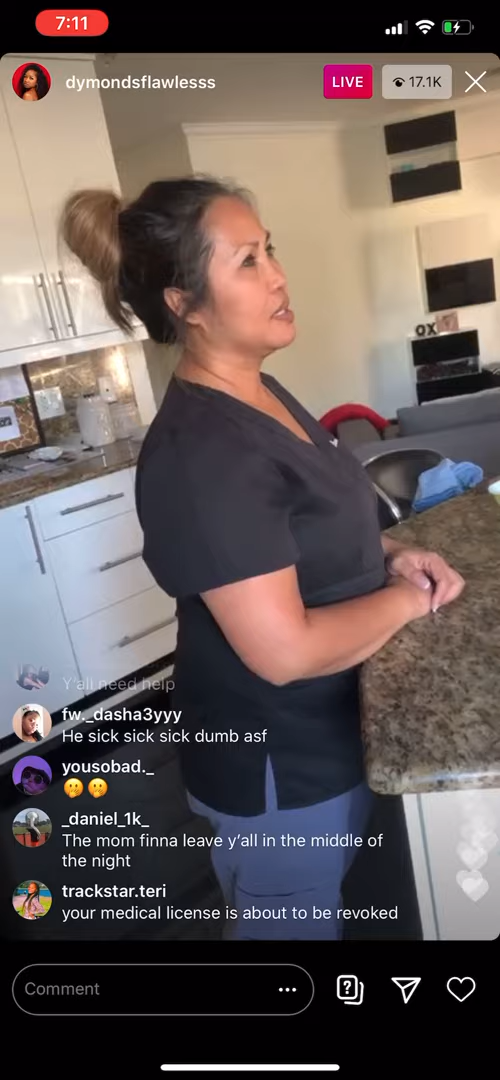 7:11
dymondsflawlesss
LIVE
17.1K
OX
Y'all need help
fw._dasha3yyy
He sick sick sick dumb asf
yousobad._
🤭🤭
_daniel_1k_
The mom finna leave y'all in the middle of
the night
trackstar.teri
your medical license is about to be revoked
Comment